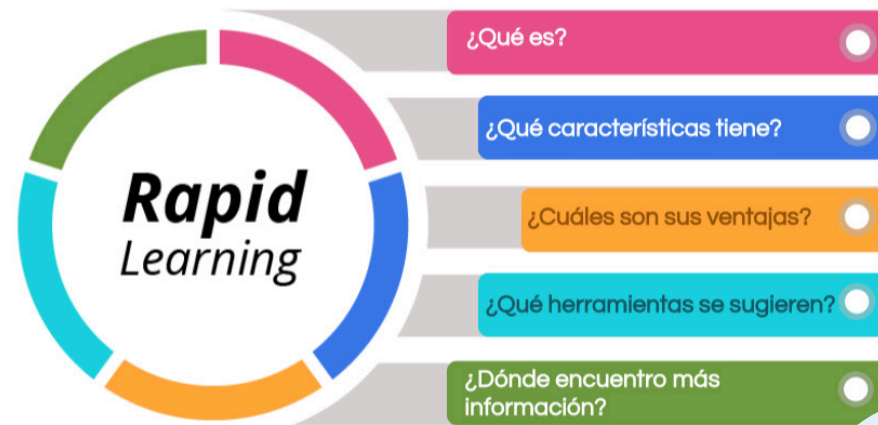 Rapid
Learning
¿Qué es?
¿Qué características tiene?
¿Cuáles son sus ventajas?
¿Qué herramientas se sugieren?
¿Dónde encuentro más
información?